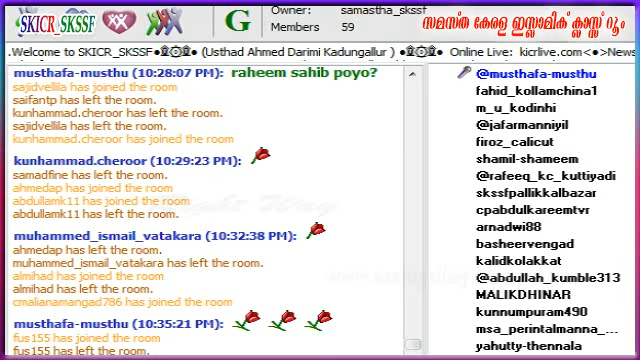 SKICR_SKSSF
G
Owner samastha_skssf
Members 59
സമസ്ത കേരള ഇസ്ലാമിക് ക്ലാസ്സ് റൂം
.Welcome to SKICR_SKSSF (Usthad Ahmed Darimi Kadungallur ) Online Live: kicrlive.com<News>
musthafa-musthu (10:28:07 PM): raheem sahib poyo?
sajidvellila has joined the room
saifantp has left the room.
kunhammad.cheroor has left the room.
sajidvellila has left the room.
kunhammad.cheroor has joined the room
kunhammad.cheroor (10:29:23 PM):
samadfine has left the room.
ahmedap has joined the room
abdullamk11 has joined the room
abdullamk11 has left the room.
muhammed_ismail_vatakara (10:32:38 PM):
ahmedap has left the room.
muhammed_ismail_vatakara has left the room.
almihad has joined the room
almihad has left the room.
cmalianamangad786 has joined the room
musthafa-musthu (10:35:21 PM):
fus155 has joined the room
fus155 has left the room.
@musthafa-musthu
fahid_kollamchina1
m_u_kodinhi
@jafarmanniyil
firoz_calicut
shamil-shameem
@rafeeq_kc_kuttiyadi
skssfpallikkalbazar
cpabdulkareemtvr
arnadwi88
basheervengad
kalidkolakkat
@abdullah_kumble313
MALIKDHINAR
kunnumpuram490
msa_perintalmanna_...
yahutty-thennala